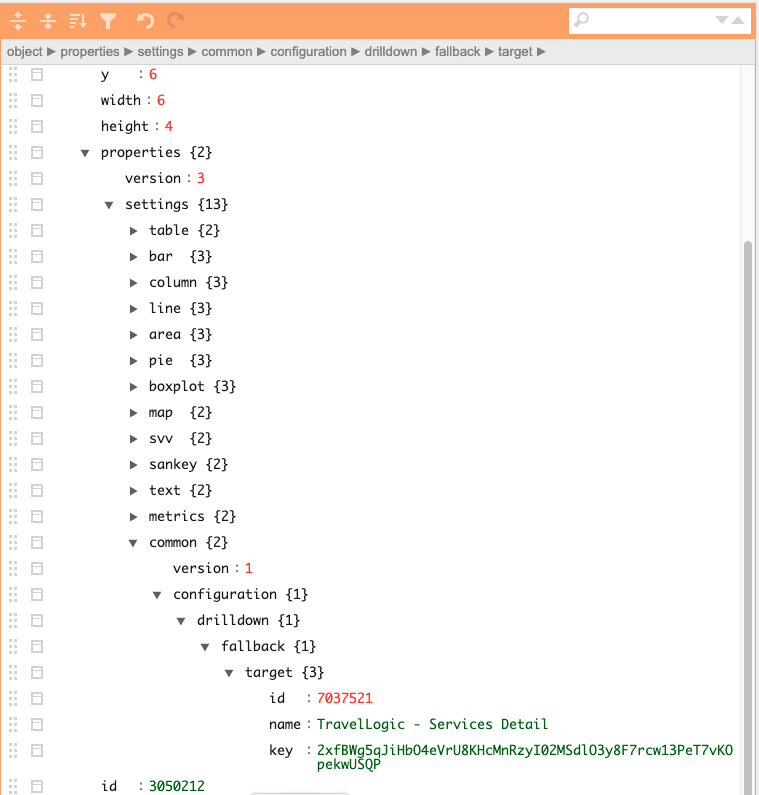 object ▶ properties ▶ settings ▶ common ▶ configuration ▶ drilldown ▶ fallback ▶ target ▶
y : 6
width : 6
height : 4
▼ properties {2}
version : 3
▼ settings {13}
▶ table {2}
▶ bar {3}
▶ column {3}
▶ line {3}
▶ area {3}
▶ pie {3}
▶ boxplot {3}
▶ map {2}
▶ svv {2}
▶ sankey {2}
▶ text {2}
▶ metrics {2}
▼ common {2}
version : 1
▼ configuration {1}
▼ drilldown {1}
▼ fallback {1}
▼ target {3}
id : 7037521
name : TravelLogic - Services Detail
key : 2xfBWg5qJiHbO4eVrU8KHcMnRzyI02MSdlO3y8F7rcw13PeT7vKO
pekwUSQP
id : 3050212